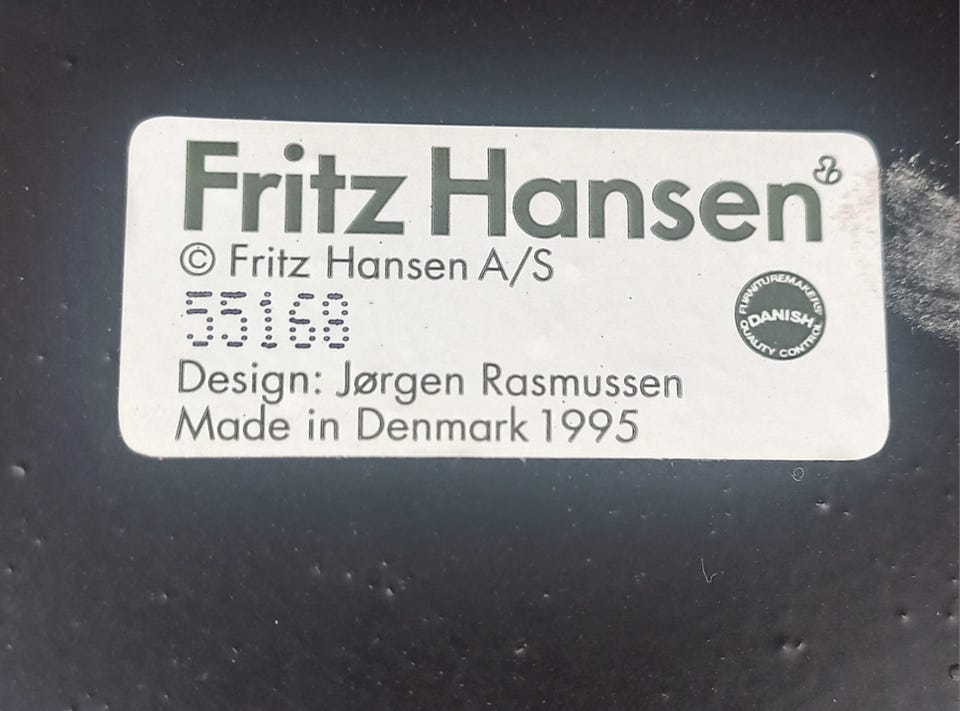 Fritz Hansen
© Fritz Hansen A/S
55168
FURNITUREMAKERS'
DANISH
QUALITY CONTROL
Design: Jørgen Rasmussen
Made in Denmark 1995